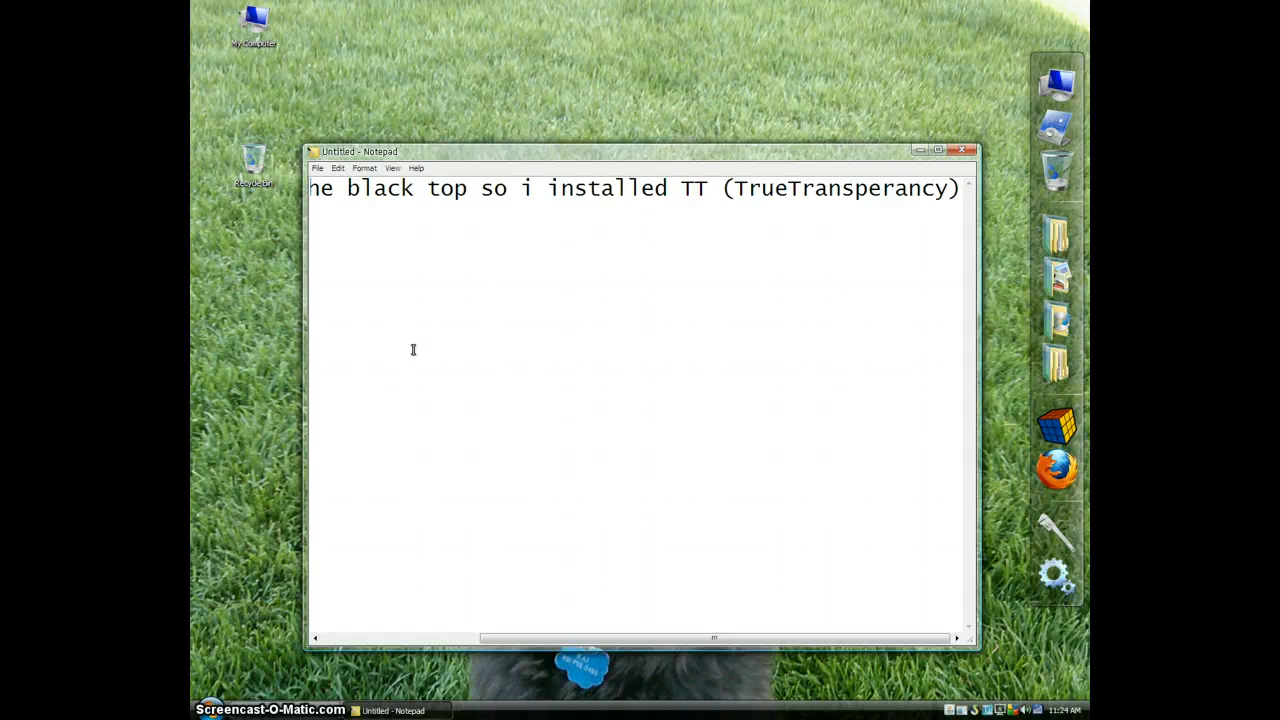 My Computer
Recycle Bin
Untitled - Notepad
File Edit Format View Help
he black top so i installed TT (TrueTransperancy)
Screencast-O-Matic.com
Untitled - Notepad
11:24 AM